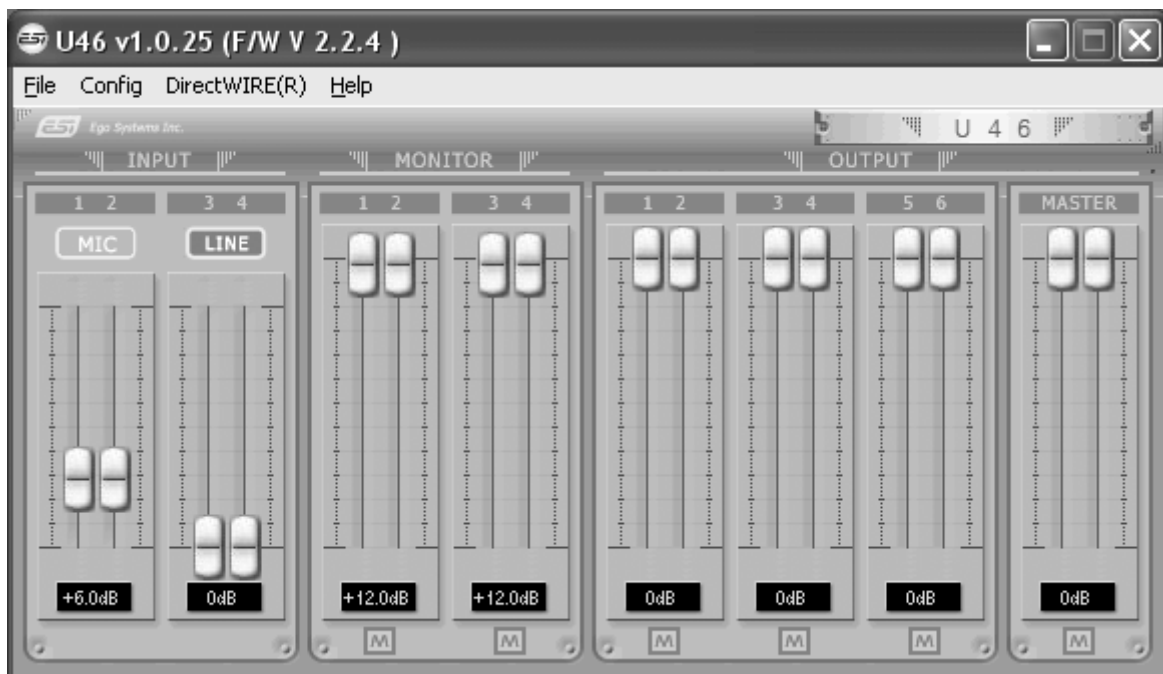 U46 v1.0.25 (F/W V 2.2.4 )
File Config DirectWIRE(R) Help
ESI Ego Systems Inc.
U 4 6
INPUT MONITOR OUTPUT
1 2 3 4 1 2 3 4 1 2 3 4 5 6 MASTER
MIC LINE
+6.0dB 0dB +12.0dB +12.0dB 0dB 0dB 0dB 0dB
M M M M M M